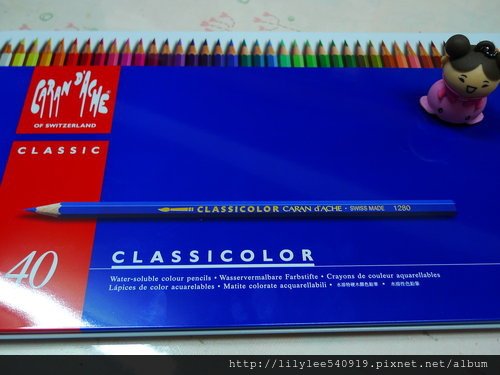 CARAN D'ACHE
OF SWITZERLAND
CLASSIC
CLASSICOLOR CARAN d'ACHE · SWISS MADE 1280
40
CLASSICOLOR
Water-soluble colour pencils · Wasservermalbare Farbstifte · Crayons de couleur aquarellables
Lápices de color acuarelables · Matite colorate acquarellabili ·
http://lilylee540919.pixnet.net/album